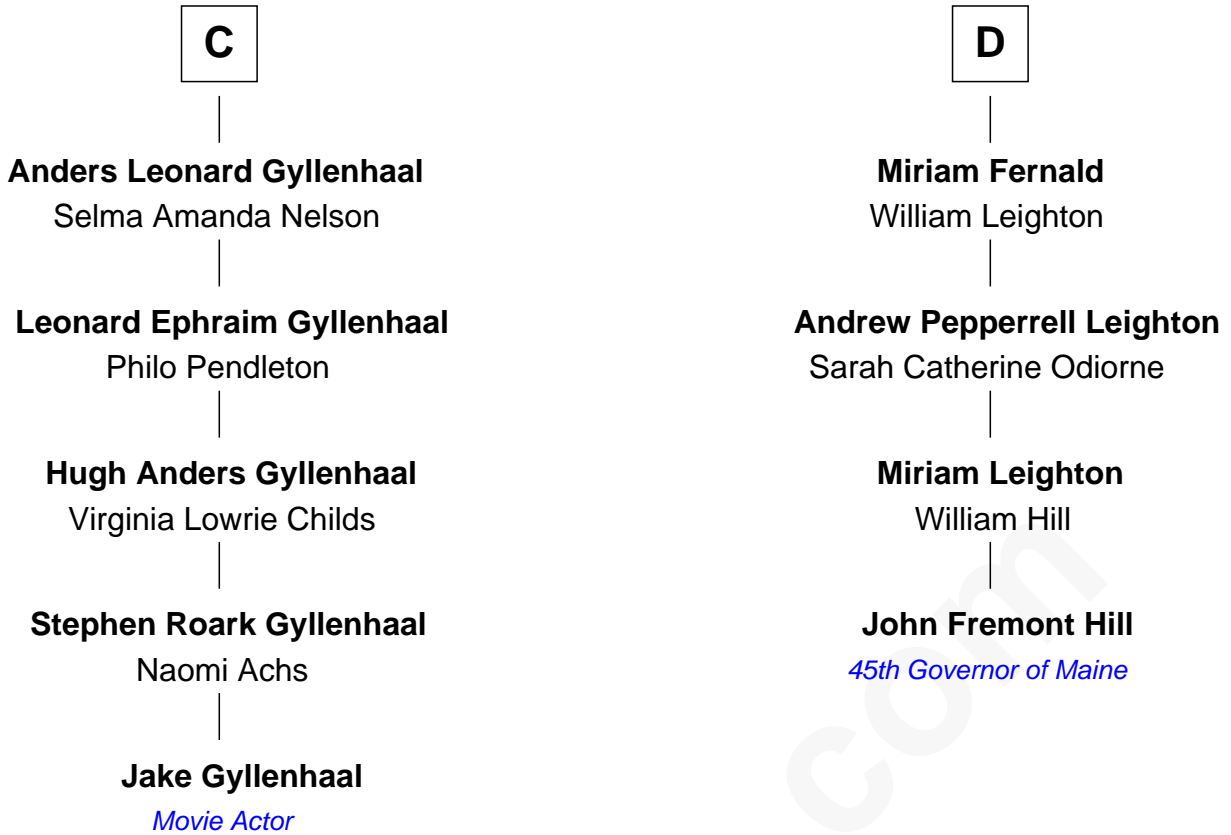 C
Anders Leonard Gyllenhaal
Selma Amanda Nelson
Leonard Ephraim Gyllenhaal
Philo Pendleton
Hugh Anders Gyllenhaal
Virginia Lowrie Childs
Stephen Roark Gyllenhaal
Naomi Achs
Jake Gyllenhaal
Movie Actor
D
Miriam Fernald
William Leighton
Andrew Pepperrell Leighton
Sarah Catherine Odiorne
Miriam Leighton
William Hill
John Fremont Hill
45th Governor of Maine
com